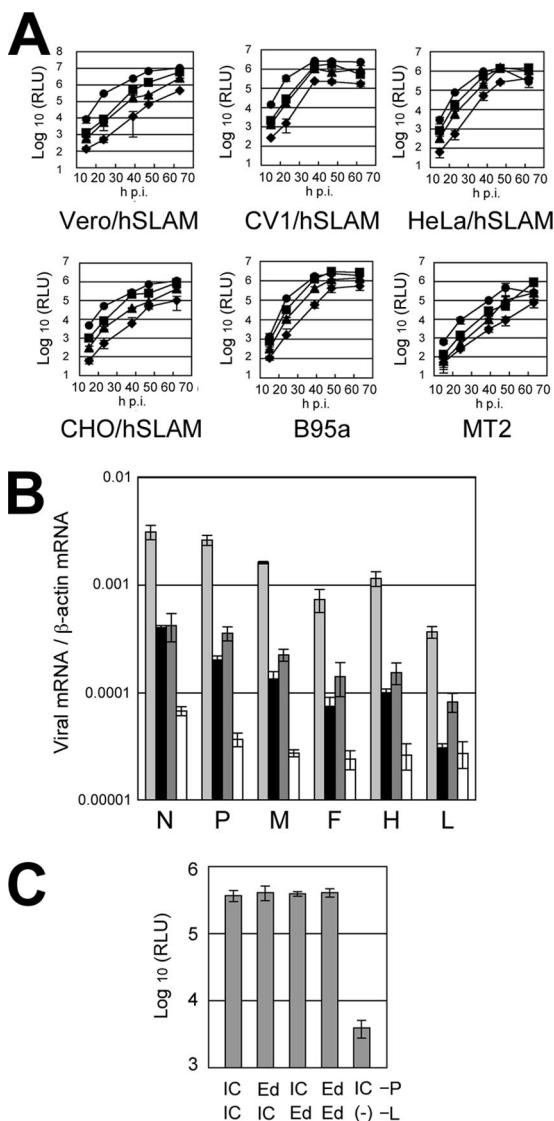 A
8
7
6
5
4
3
2
1
Log 10 (RLU)
10 20 30 40 50 60 70
h p.i.
Vero/hSLAM
7
6
5
4
3
2
1
Log 10 (RLU)
10 20 30 40 50 60 70
h p.i.
CV1/hSLAM
7
6
5
4
3
2
1
Log 10 (RLU)
10 20 30 40 50 60 70
h p.i.
HeLa/hSLAM
7
6
5
4
3
2
1
Log 10 (RLU)
10 20 30 40 50 60 70
h p.i.
CHO/hSLAM
7
6
5
4
3
2
1
Log 10 (RLU)
10 20 30 40 50 60 70
h p.i.
B95a
7
6
5
4
3
2
1
Log 10 (RLU)
10 20 30 40 50 60 70
h p.i.
MT2
B
0.01
0.001
0.0001
0.00001
Viral mRNA / β-actin mRNA
N P M F H L
C
6
5
4
3
Log 10 (RLU)
IC Ed IC Ed IC –P
IC IC Ed Ed (-) –L